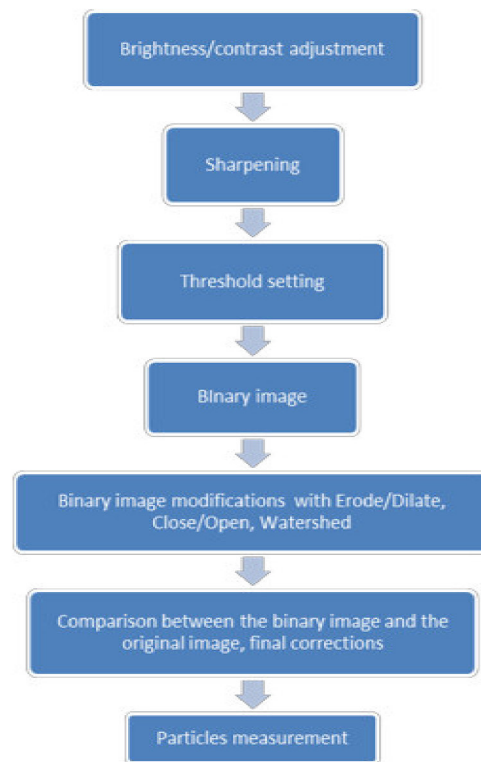 Brightness/contrast adjustment
Sharpening
Threshold setting
BInary image
Binary image modifications with Erode/Dilate,
Close/Open, Watershed
Comparison between the binary image and the
original image, final corrections
Particles measurement